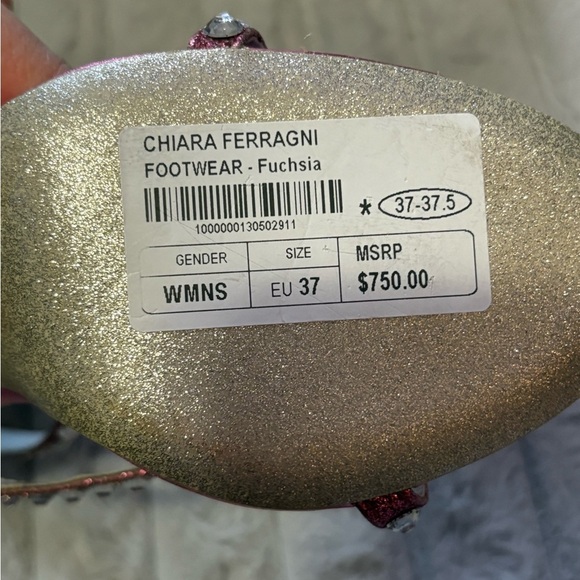 CHIARA FERRAGNI
FOOTWEAR - Fuchsia
1000000130502911
* 37-37.5
GENDER SIZE MSRP
WMNS EU 37 $750.00